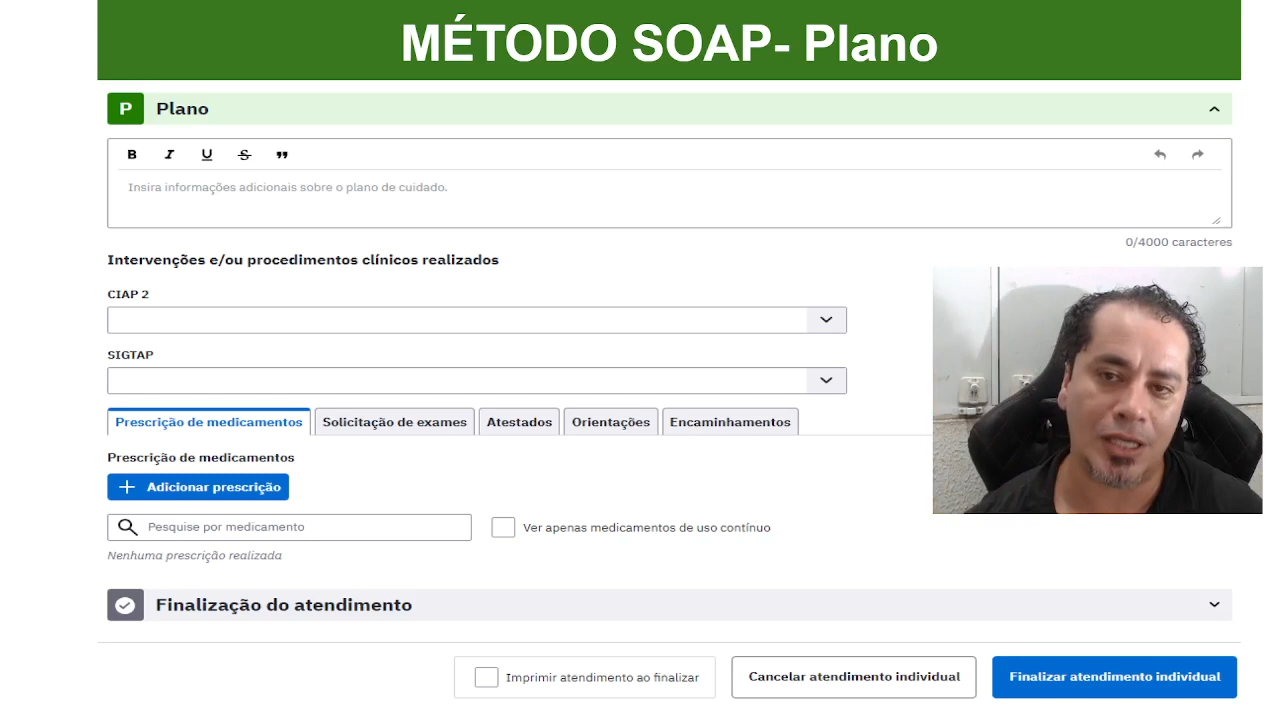 MÉTODO SOAP- Plano
P Plano
B I U S
Insira informações adicionais sobre o plano de cuidado.
0/4000 caracteres
Intervenções e/ou procedimentos clínicos realizados
CIAP 2
SIGTAP
Prescrição de medicamentos Solicitação de exames Atestados Orientações Encaminhamentos
Prescrição de medicamentos
Adicionar prescrição
Pesquise por medicamento Ver apenas medicamentos de uso contínuo
Nenhuma prescrição realizada
Finalização do atendimento
Imprimir atendimento ao finalizar Cancelar atendimento individual Finalizar atendimento individual